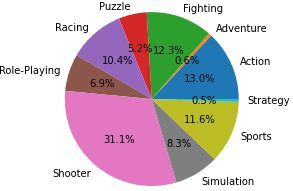 Puzzle
Fighting
Racing
Adventure
5.2%
12.3%
10.4%
0.6%
Action
Role-Playing
13.0%
6.9%
0.5%
Strategy
11.6%
31.1%
Sports
8.3%
Shooter
Simulation